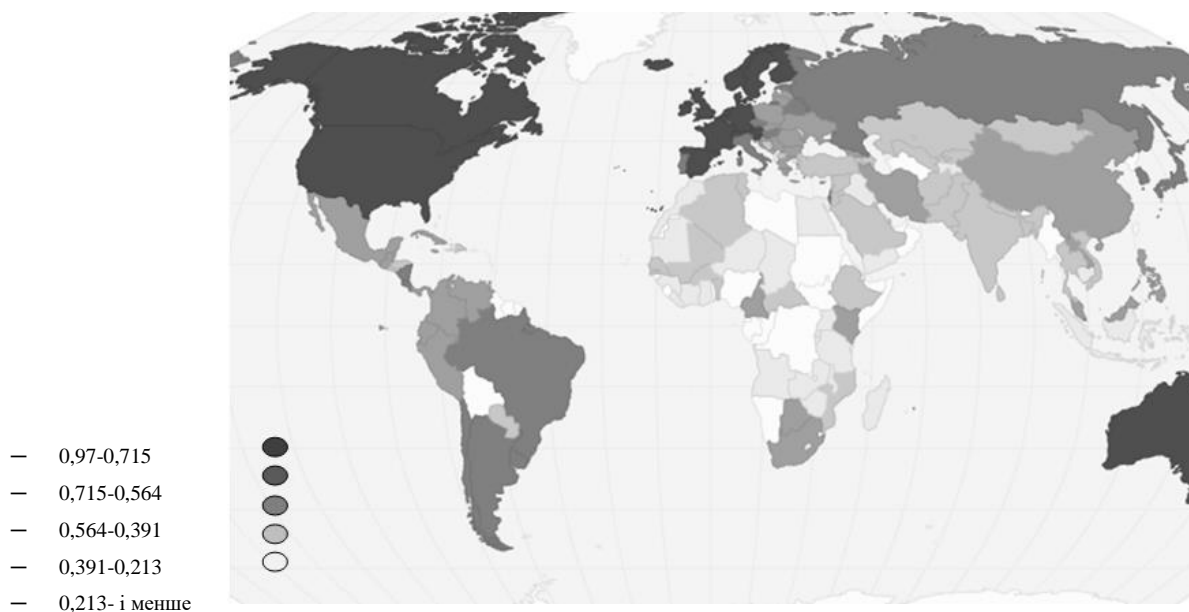 — 0,97-0,715
— 0,715-0,564
— 0,564-0,391
— 0,391-0,213
— 0,213- і менше